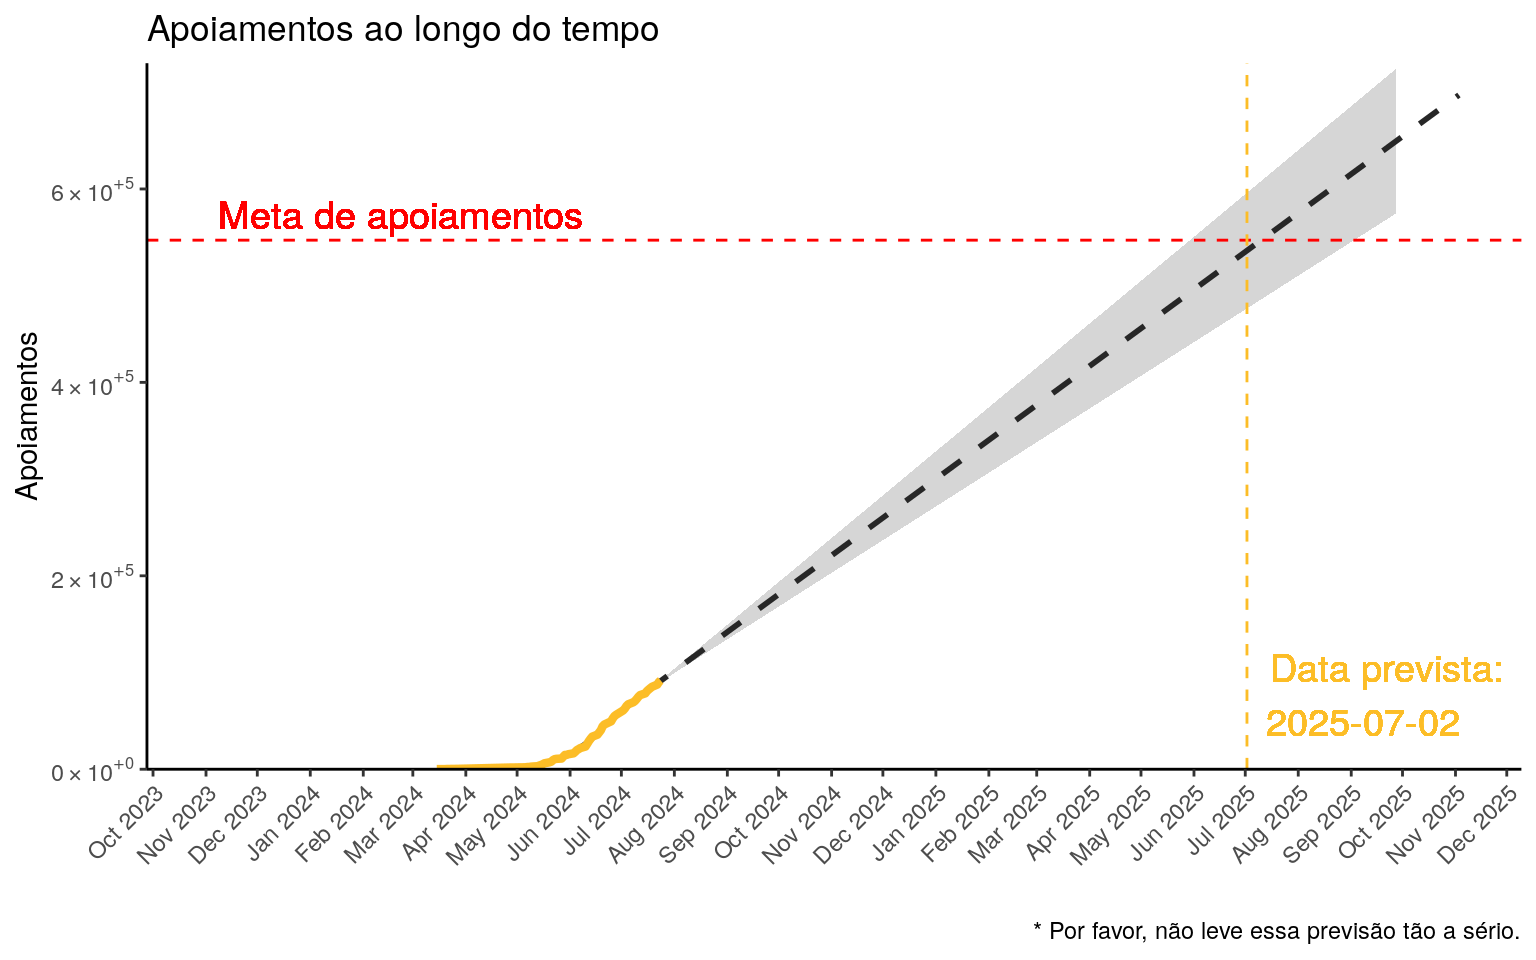 Apoiamentos ao longo do tempo
Apoiamentos
6 × 10⁺⁵
4 × 10⁺⁵
2 × 10⁺⁵
0 × 10⁺⁰
Meta de apoiamentos
Data prevista:
2025-07-02
Oct 2023
Nov 2023
Dec 2023
Jan 2024
Feb 2024
Mar 2024
Apr 2024
May 2024
Jun 2024
Jul 2024
Aug 2024
Sep 2024
Oct 2024
Nov 2024
Dec 2024
Jan 2025
Feb 2025
Mar 2025
Apr 2025
May 2025
Jun 2025
Jul 2025
Aug 2025
Sep 2025
Oct 2025
Nov 2025
Dec 2025
* Por favor, não leve essa previsão tão a sério.